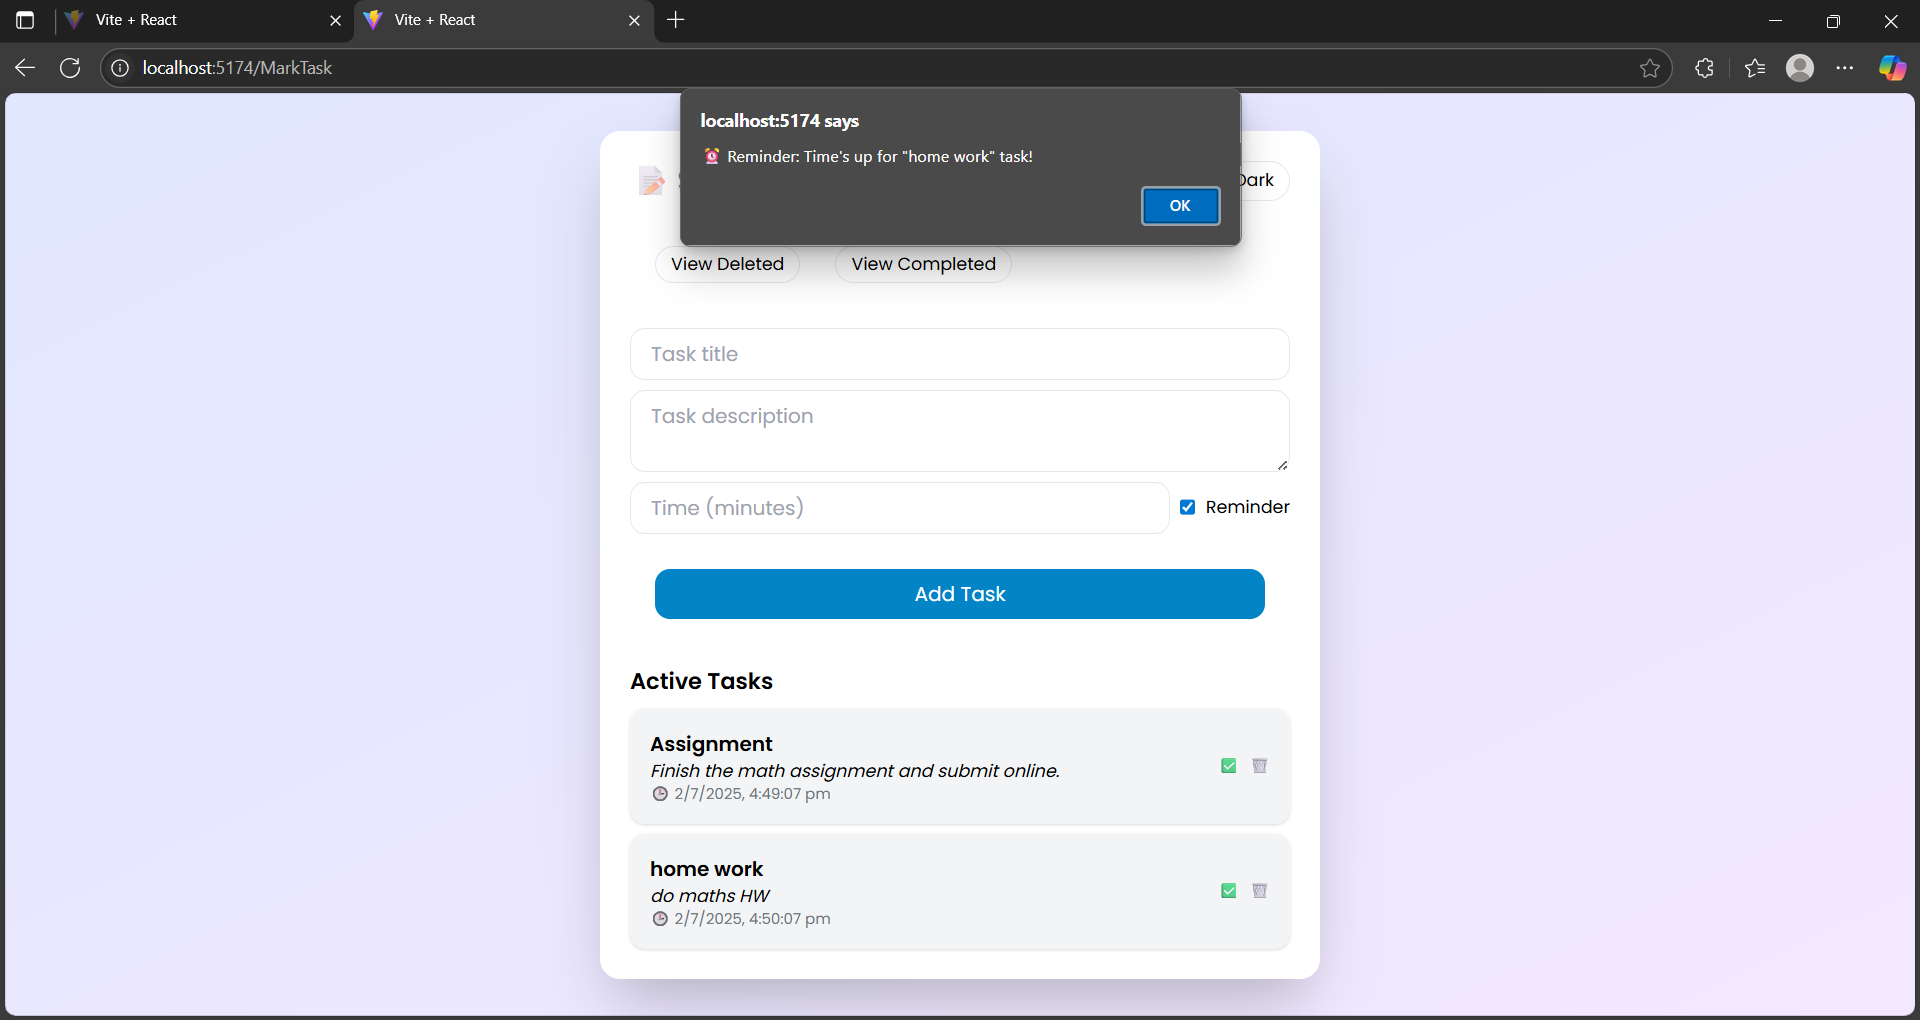 Vite + React
Vite + React
localhost:5174/MarkTask
localhost:5174 says
⏰ Reminder: Time's up for "home work" task!
OK
Dark
View Deleted
View Completed
Task title
Task description
Time (minutes)
Reminder
Add Task
Active Tasks
Assignment
Finish the math assignment and submit online.
2/7/2025, 4:49:07 pm
home work
do maths HW
2/7/2025, 4:50:07 pm